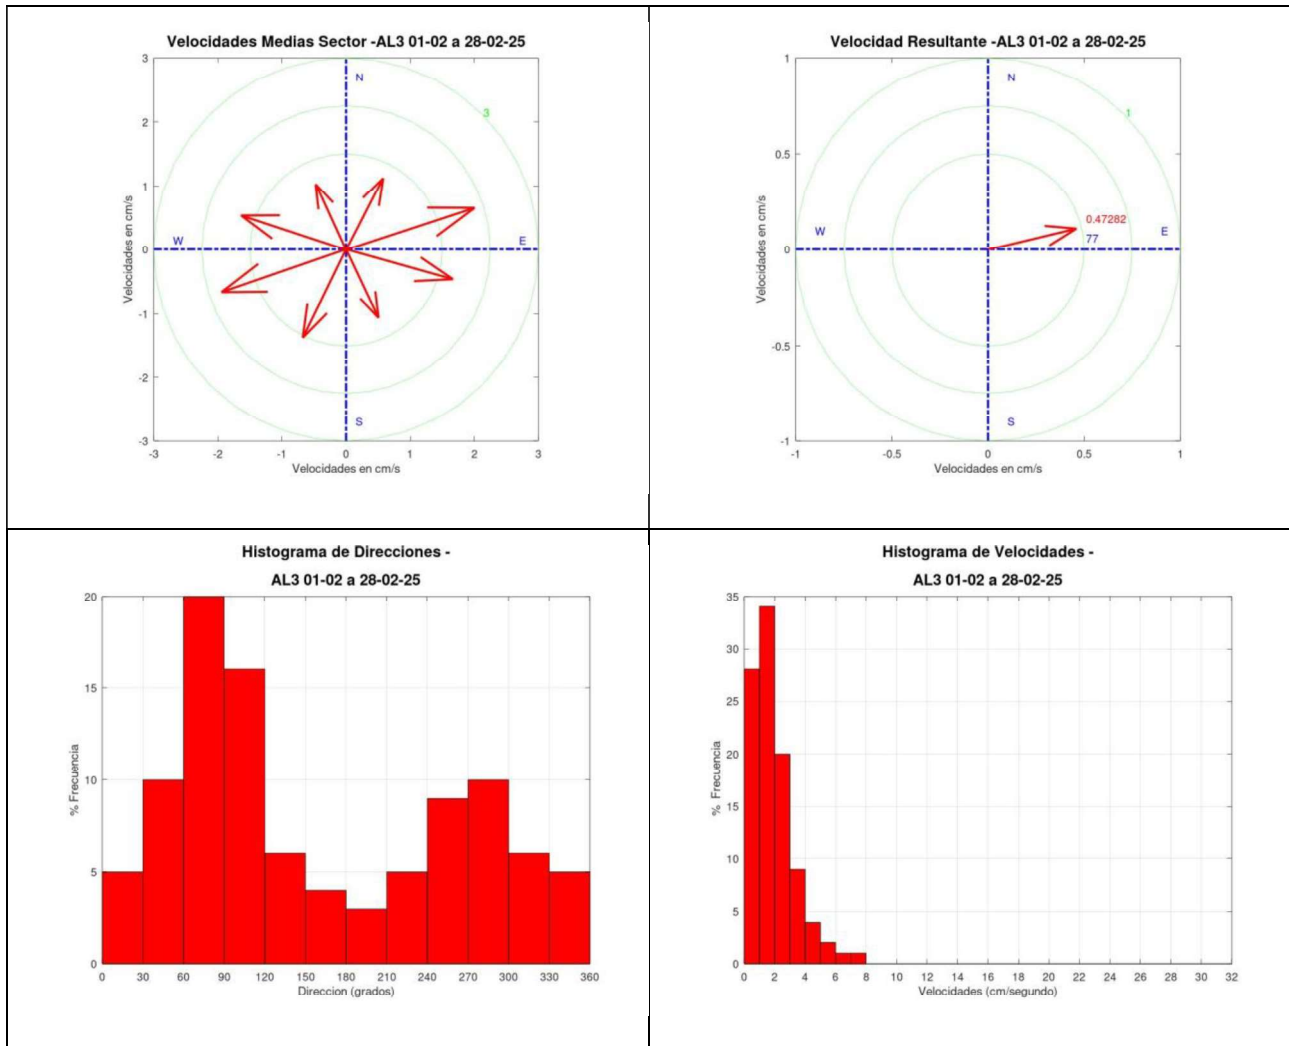 Velocidades Medias Sector -AL3 01-02 a 28-02-25
3
2
1
0
-1
-2
-3
Velocidades en cm/s
N
3
W
E
S
-3
-2
-1
0
1
2
3
Velocidades en cm/s
Velocidad Resultante -AL3 01-02 a 28-02-25
1
0.5
0
-0.5
-1
Velocidades en cm/s
N
1
W
0.47282
E
77
S
-1
-0.5
0
0.5
1
Velocidades en cm/s
Histograma de Direcciones -
AL3 01-02 a 28-02-25
20
15
10
5
0
% Frecuencia
0 30 60 90 120 150 180 210 240 270 300 330 360
Direccion (grados)
Histograma de Velocidades -
AL3 01-02 a 28-02-25
35
30
25
20
15
10
5
0
% Frecuencia
0 2 4 6 8 10 12 14 16 18 20 22 24 26 28 30 32
Velocidades (cm/segundo)